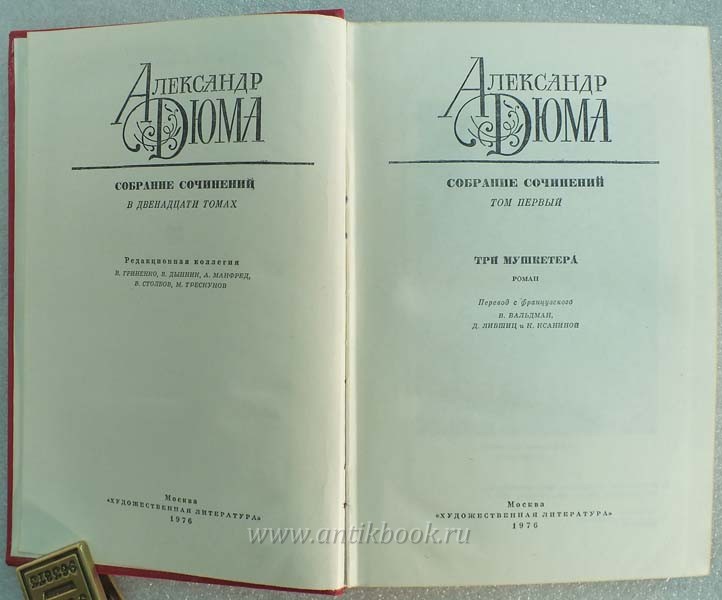 АЛЕКСАНДР
ДЮМА
СОБРАНИЕ СОЧИНЕНИЙ
В ДВЕНАДЦАТИ ТОМАХ
Редакционная коллегия
В. ГРИНЕНКО, В. ДЫННИК, А. МАНФРЕД,
В. СТОЛБОВ, М. ТРЕСКУНОВ
Москва
«ХУДОЖЕСТВЕННАЯ ЛИТЕРАТУРА»
1976
АЛЕКСАНДР
ДЮМА
СОБРАНИЕ СОЧИНЕНИЙ
ТОМ ПЕРВЫЙ
ТРИ МУШКЕТЕРА
РОМАН
Перевод с французского
В. ВАЛЬДМАН,
Д. ЛИВШИЦ и К. КСАНИНОЙ
Москва
«ХУДОЖЕСТВЕННАЯ ЛИТЕРАТУРА»
1976
www.antikbook.ru
963873